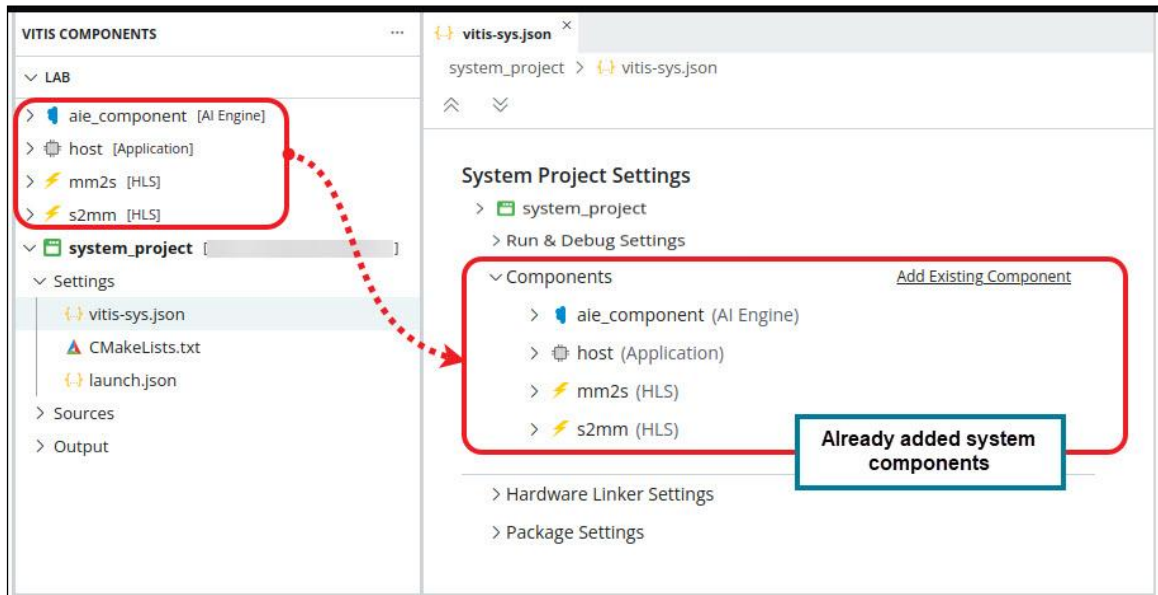 VITIS COMPONENTS ...
LAB
aie_component [AI Engine]
host [Application]
mm2s [HLS]
s2mm [HLS]
system_project [ ]
Settings
{..} vitis-sys.json
CMakeLists.txt
{..} launch.json
Sources
Output
{..} vitis-sys.json ×
system_project > {..} vitis-sys.json
System Project Settings
> system_project
> Run & Debug Settings
Components Add Existing Component
> aie_component (AI Engine)
> host (Application)
> mm2s (HLS)
> s2mm (HLS)
Already added system
components
> Hardware Linker Settings
> Package Settings